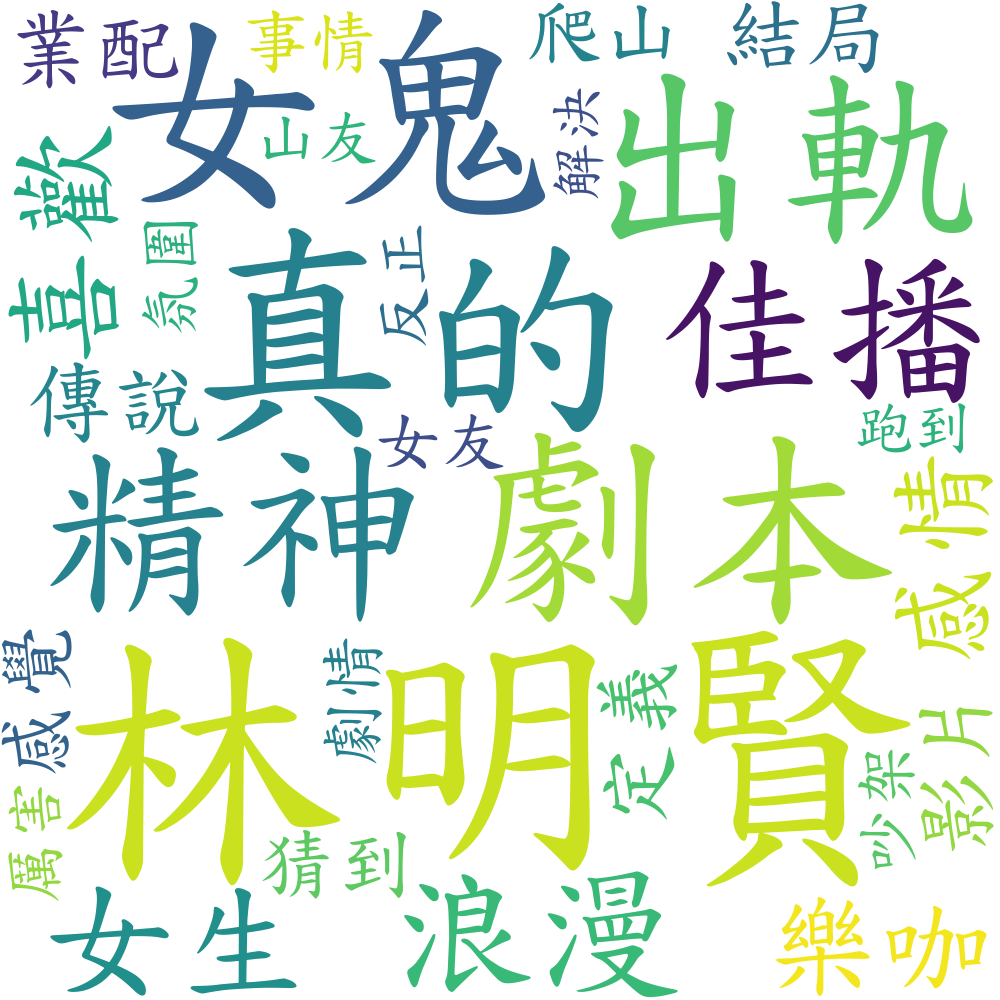 業配
事情
爬山
結局
女鬼
山友
解決
出軌
喜歡
氛圍
真的
反正
佳播
傳說
女友
跑到
精神
劇本
感情
感覺
林明賢
劇情
定義
影片
吵架
厲害
猜到
女生
浪漫
樂咖